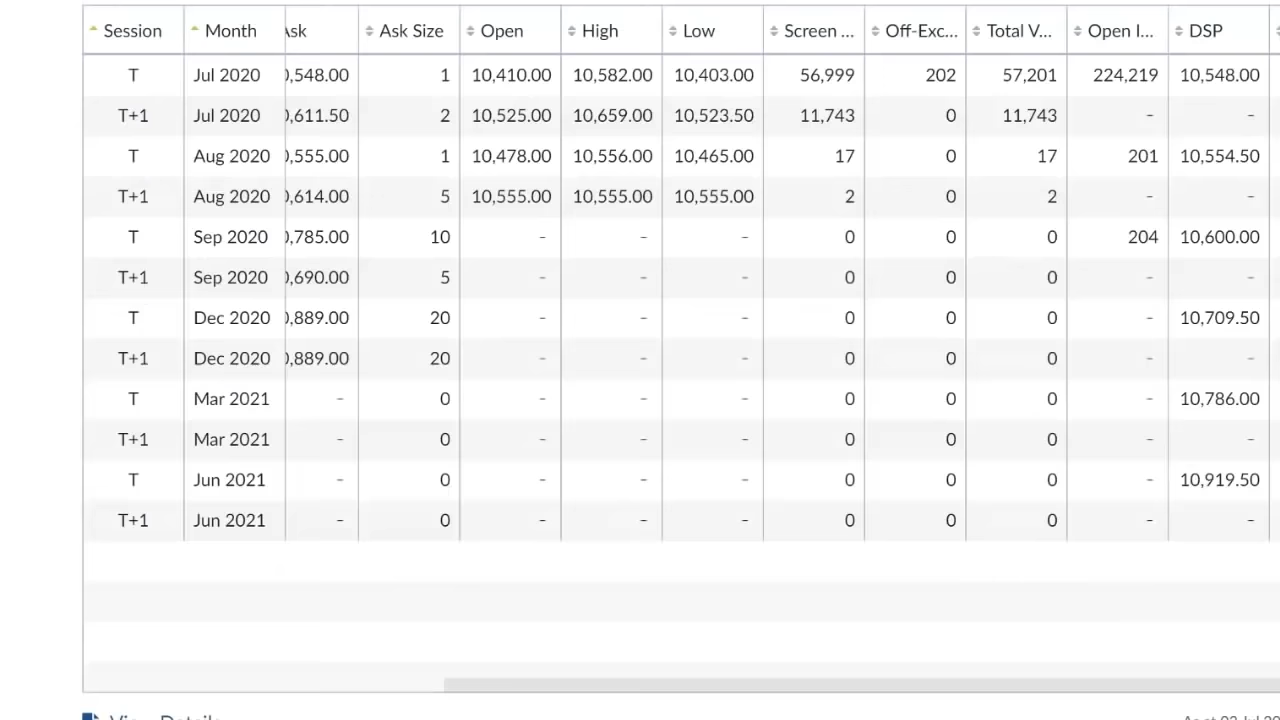 Session Month Ask Ask Size Open High Low Screen ... Off-Exc... Total V... Open I... DSP
T Jul 2020 0,548.00 1 10,410.00 10,582.00 10,403.00 56,999 202 57,201 224,219 10,548.00
T+1 Jul 2020 0,611.50 2 10,525.00 10,659.00 10,523.50 11,743 0 11,743 - -
T Aug 2020 0,555.00 1 10,478.00 10,556.00 10,465.00 17 0 17 201 10,554.50
T+1 Aug 2020 0,614.00 5 10,555.00 10,555.00 10,555.00 2 0 2 - -
T Sep 2020 0,785.00 10 - - - 0 0 0 204 10,600.00
T+1 Sep 2020 0,690.00 5 - - - 0 0 0 - -
T Dec 2020 0,889.00 20 - - - 0 0 0 - 10,709.50
T+1 Dec 2020 0,889.00 20 - - - 0 0 0 - -
T Mar 2021 - 0 - - - 0 0 0 - 10,786.00
T+1 Mar 2021 - 0 - - - 0 0 0 - -
T Jun 2021 - 0 - - - 0 0 0 - 10,919.50
T+1 Jun 2021 - 0 - - - 0 0 0 - -
View Details